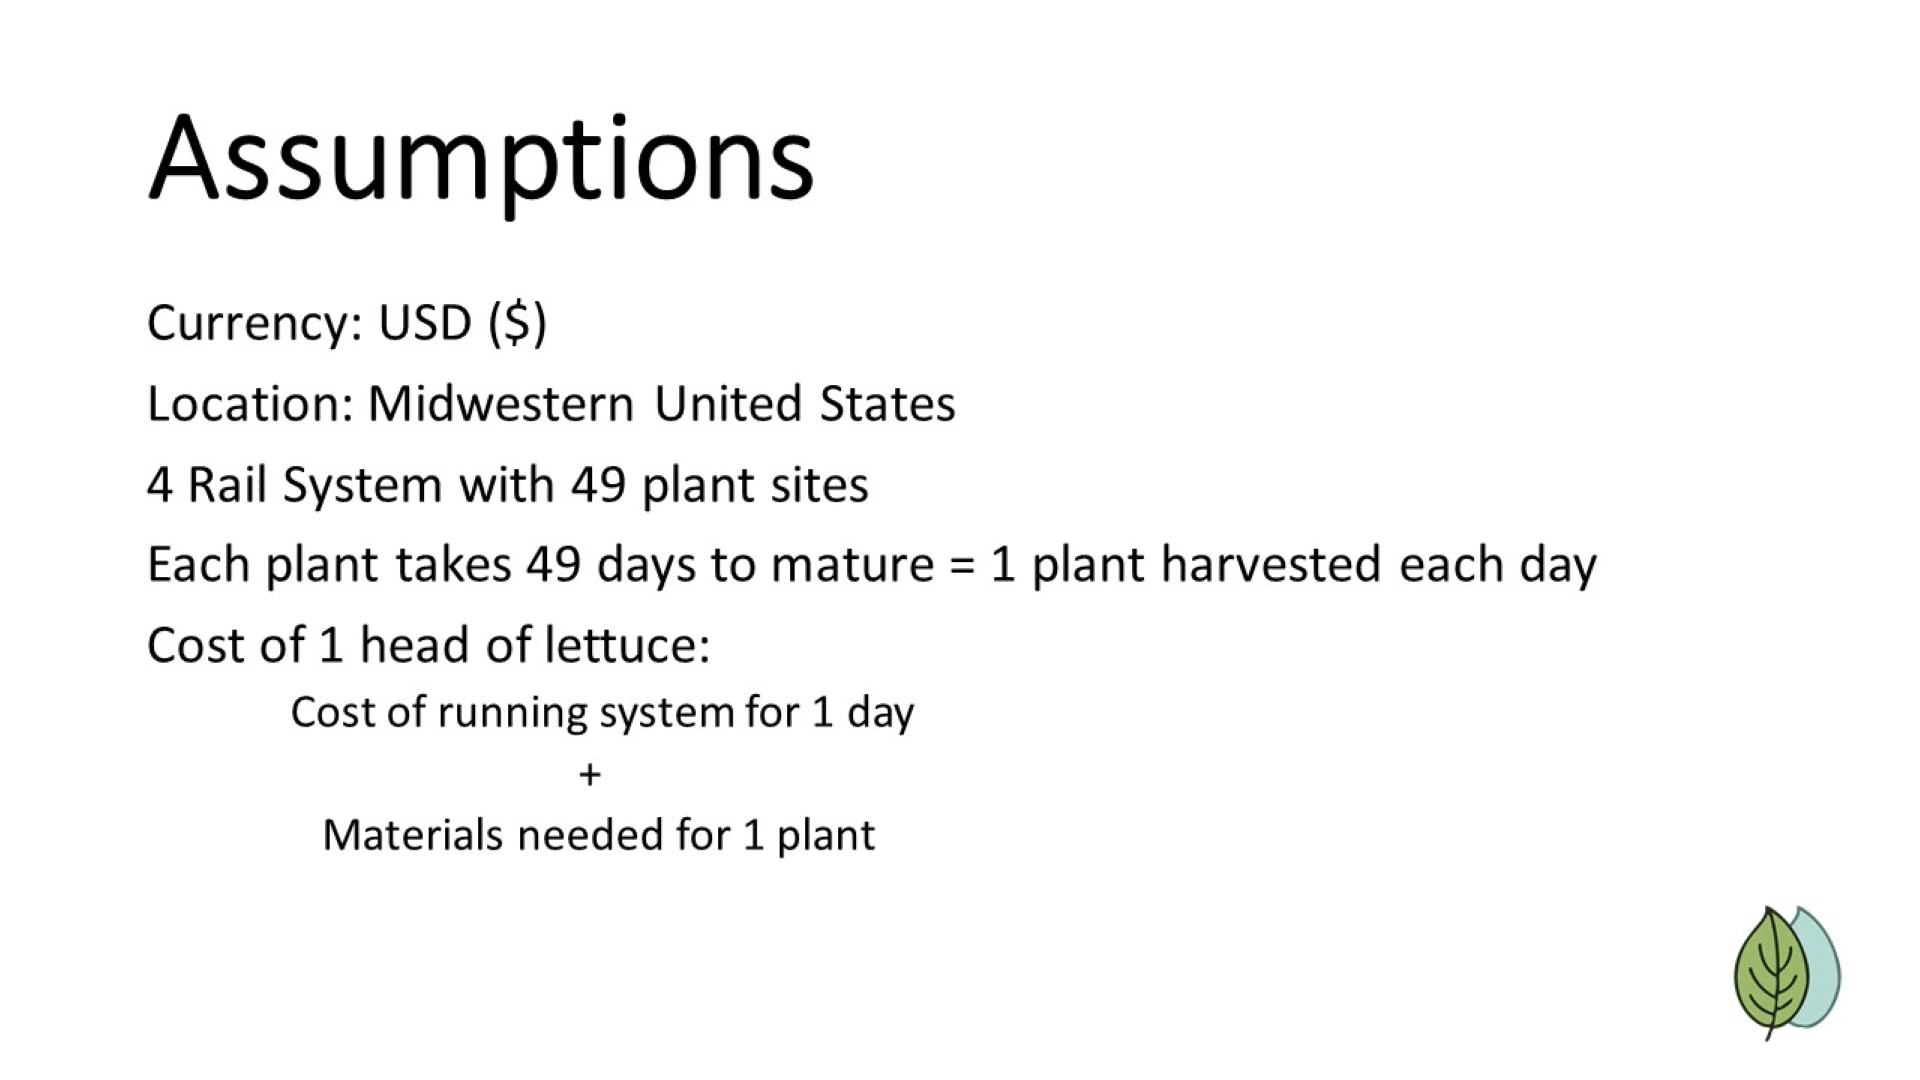 Assumptions
Currency: USD ($)
Location: Midwestern United States
4 Rail System with 49 plant sites
Each plant takes 49 days to mature = 1 plant harvested each day
Cost of 1 head of lettuce:
Cost of running system for 1 day
+
Materials needed for 1 plant